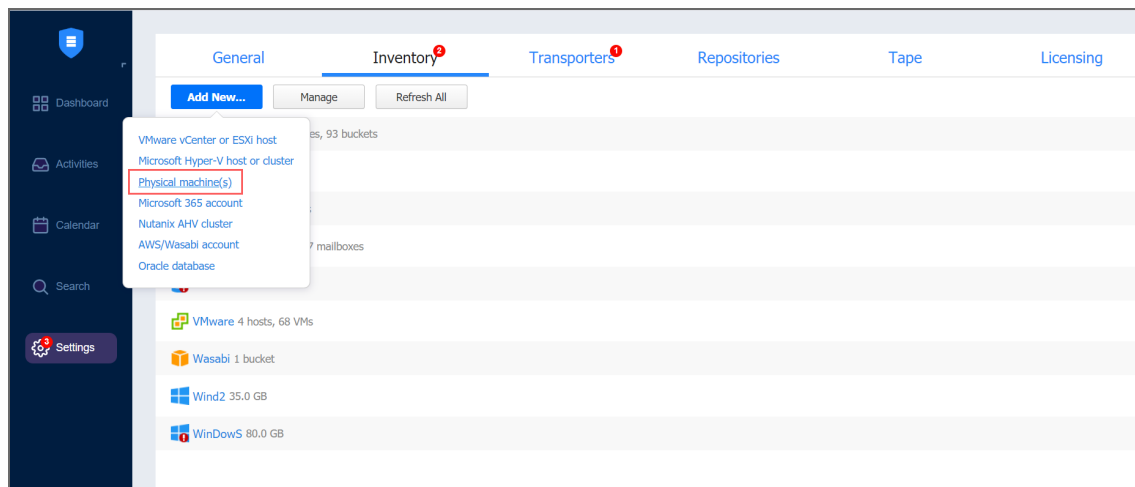 General
Inventory
2
Transporters
1
Repositories
Tape
Licensing
Dashboard
Activities
Calendar
Search
3
Settings
Add New...
Manage
Refresh All
VMware vCenter or ESXi host
Microsoft Hyper-V host or cluster
Physical machine(s)
Microsoft 365 account
Nutanix AHV cluster
AWS/Wasabi account
Oracle database
es, 93 buckets
7 mailboxes
VMware 4 hosts, 68 VMs
Wasabi 1 bucket
Wind2 35.0 GB
WinDowS 80.0 GB